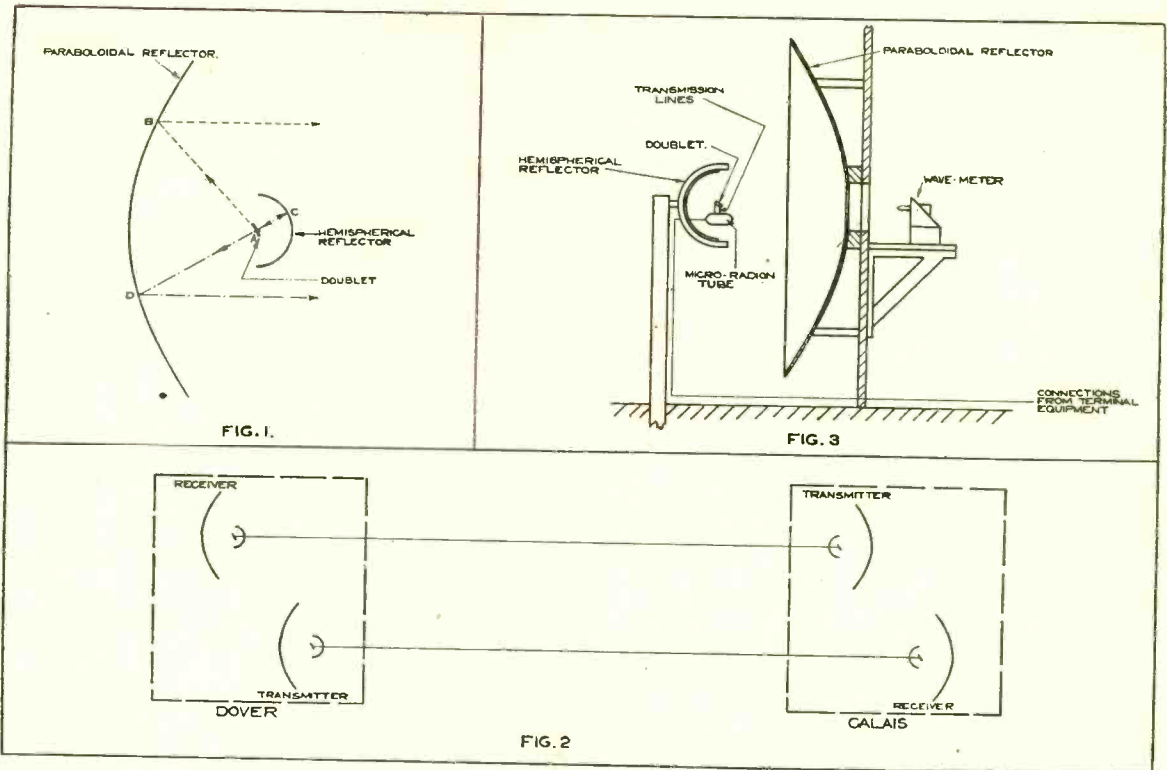 PARABOLOIDAL REFLECTOR.
B
C
A
HEMISPHERICAL
REFLECTOR
DOUBLET
D
FIG. 1.
PARABOLOIDAL REFLECTOR
TRANSMISSION
LINES
DOUBLET.
HEMISPHERICAL
REFLECTOR
WAVE-METER
MICRO-RADION
TUBE
CONNECTIONS
FROM TERMINAL
EQUIPMENT
FIG. 3
RECEIVER
TRANSMITTER
TRANSMITTER
RECEIVER
DOVER
CALAIS
FIG. 2